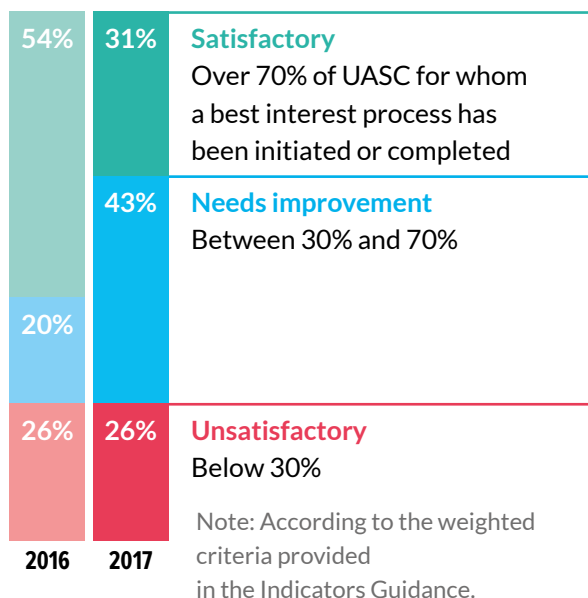 54% 31% Satisfactory
Over 70% of UASC for whom
a best interest process has
been initiated or completed
43% Needs improvement
Between 30% and 70%
20%
26% 26% Unsatisfactory
Below 30%
Note: According to the weighted
criteria provided
in the Indicators Guidance.
2016 2017